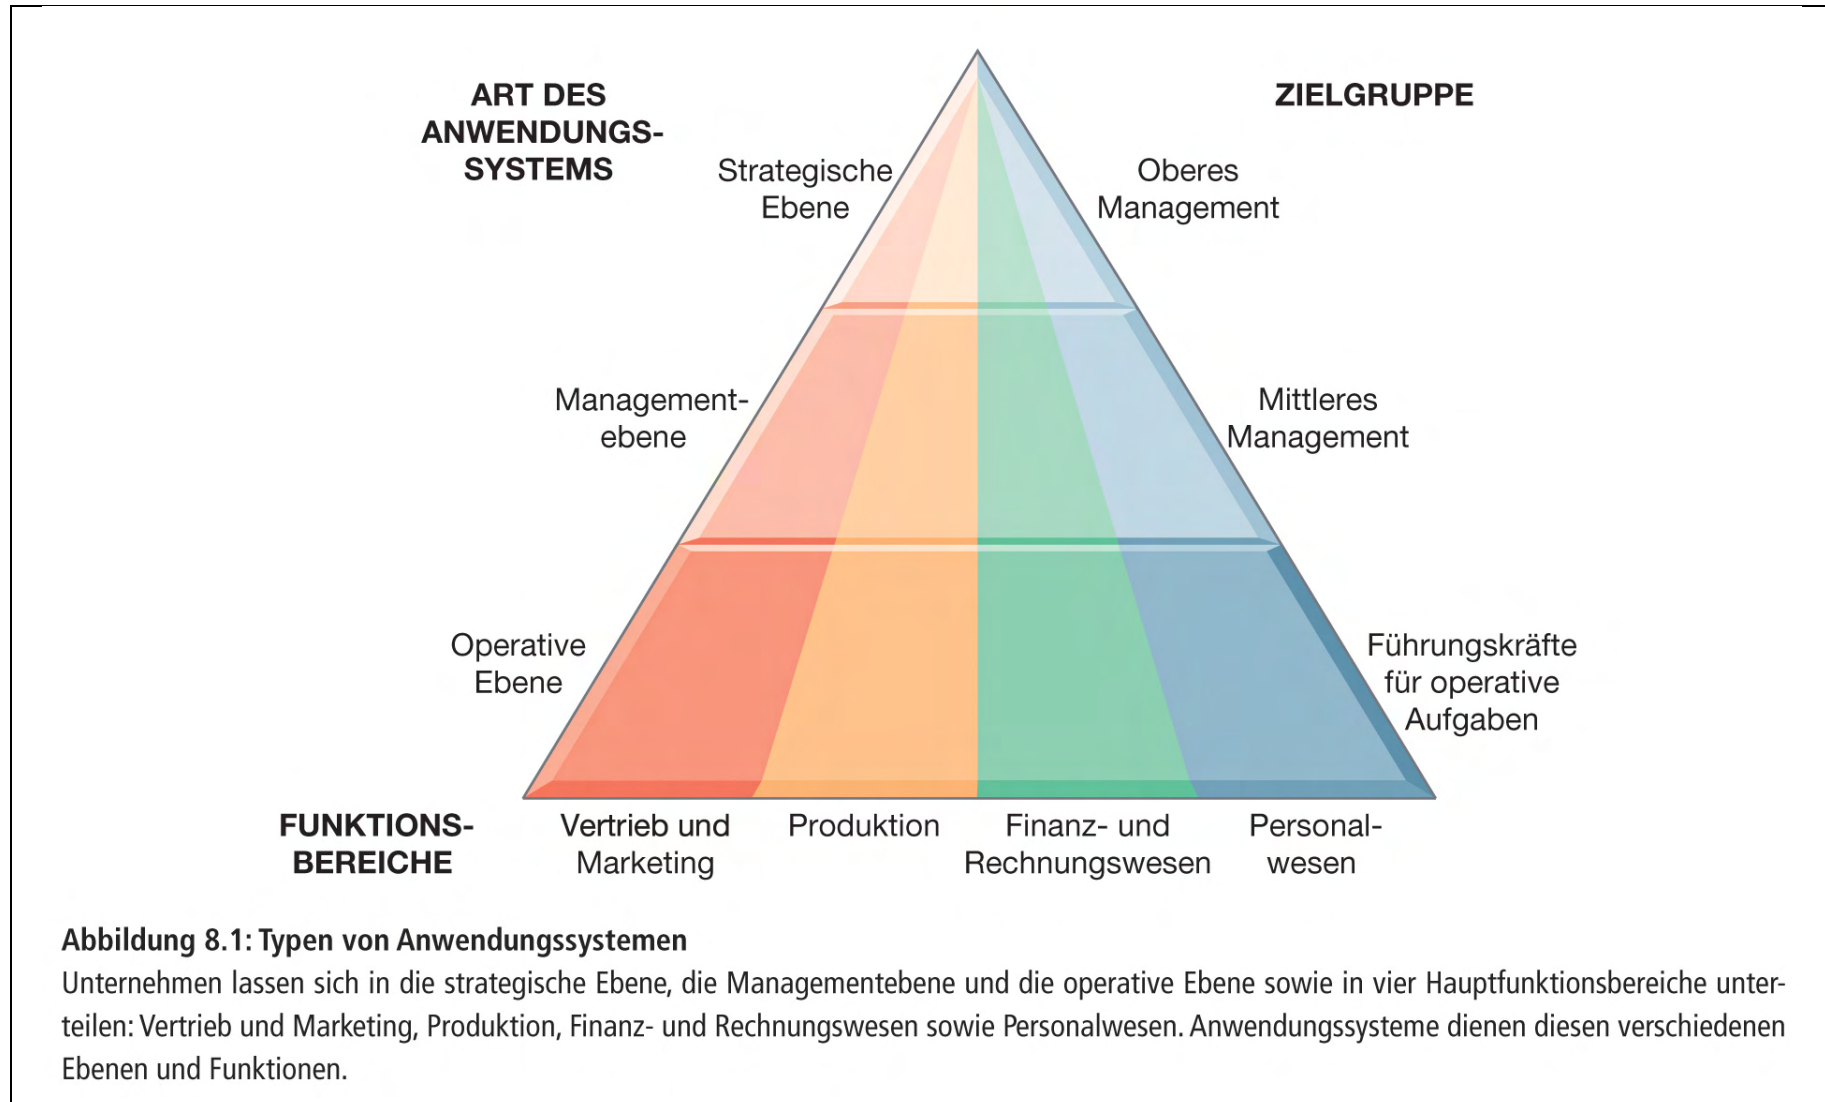 ART DES
ANWENDUNGS-
SYSTEMS
ZIELGRUPPE
Strategische
Ebene
Oberes
Management
Management-
ebene
Mittleres
Management
Operative
Ebene
Führungskräfte
für operative
Aufgaben
FUNKTIONS-
BEREICHE
Vertrieb und
Marketing
Produktion
Finanz- und
Rechnungswesen
Personal-
wesen
Abbildung 8.1: Typen von Anwendungssystemen
Unternehmen lassen sich in die strategische Ebene, die Managementebene und die operative Ebene sowie in vier Hauptfunktionsbereiche unter-
teilen: Vertrieb und Marketing, Produktion, Finanz- und Rechnungswesen sowie Personalwesen. Anwendungssysteme dienen diesen verschiedenen
Ebenen und Funktionen.